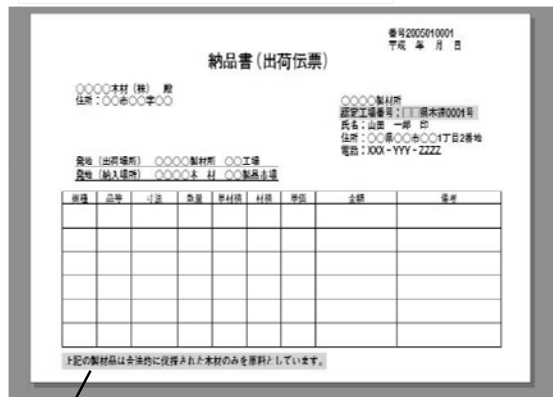 番号2005010001
平成 年 月 日
納品書(出荷伝票)
○○○○木材(株) 殿
住所:○○市○○字○○
○○○○製材所
認定工場番号:□□県木連0001号
氏名:山田 一郎 印
住所:○○県○○市○○1丁目2番地
電話:XXX-YYY-ZZZZ
発地(出荷場所) ○○○○製材所 ○○工場
発地(納入場所) ○○○○木 材 ○○製品市場
樹種 品等 寸法 数量 単材積 材積 単価 金額 備考
上記の製材品は合法的に伐採された木材のみを原料としています。